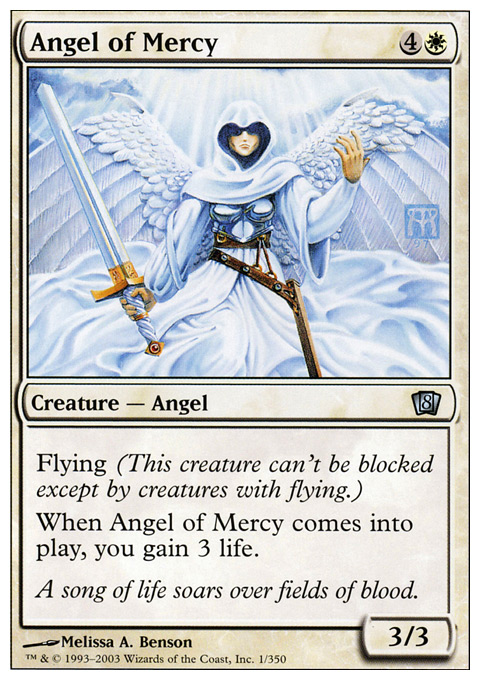 Angel of Mercy 4
97
Creature — Angel 8
Flying (This creature can't be blocked
except by creatures with flying.)
When Angel of Mercy comes into
play, you gain 3 life.
A song of life soars over fields of blood.
Melissa A. Benson
3/3
™ & © 1993–2003 Wizards of the Coast, Inc. 1/350